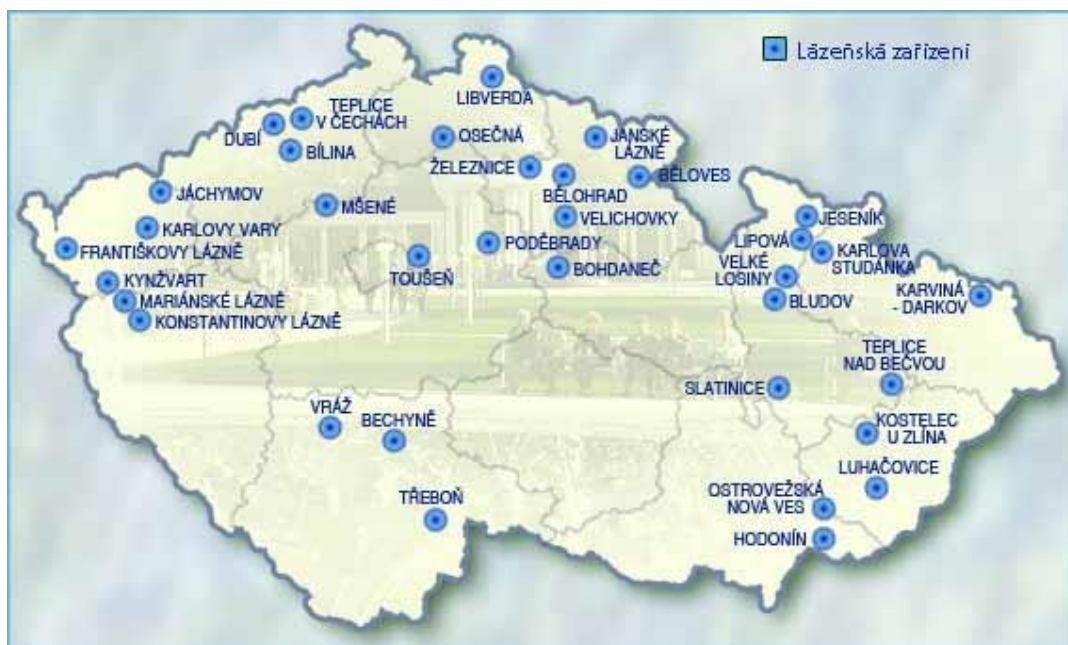 Lázeňská zařízení
LIBVERDA
TEPLICE
V ČECHÁCH
DUBÍ
OSEČNÁ
JANSKÉ
LÁZNĚ
BÍLINA
ŽELEZNICE
BĚLOHRAD
BĚLOVES
JÁCHYMOV
MŠENÉ
VELICHOVKY
JESENÍK
KARLOVY VARY
FRANTIŠKOVY LÁZNĚ
PODĚBRADY
TOUŠEŇ
BOHDANEČ
LIPOVÁ
KARLOVA
STUDÁNKA
VELKÉ
LOSINY
KYNŽVART
MARIÁNSKÉ LÁZNĚ
KONSTANTINOVY LÁZNĚ
BLUDOV
KARVINÁ
- DARKOV
TEPLICE
NAD BEČVOU
SLATINICE
VRÁŽ
BECHYNĚ
KOSTELEC
U ZLÍNA
LUHAČOVICE
TŘEBOŇ
OSTROVEŽSKÁ
NOVÁ VES
HODONÍN